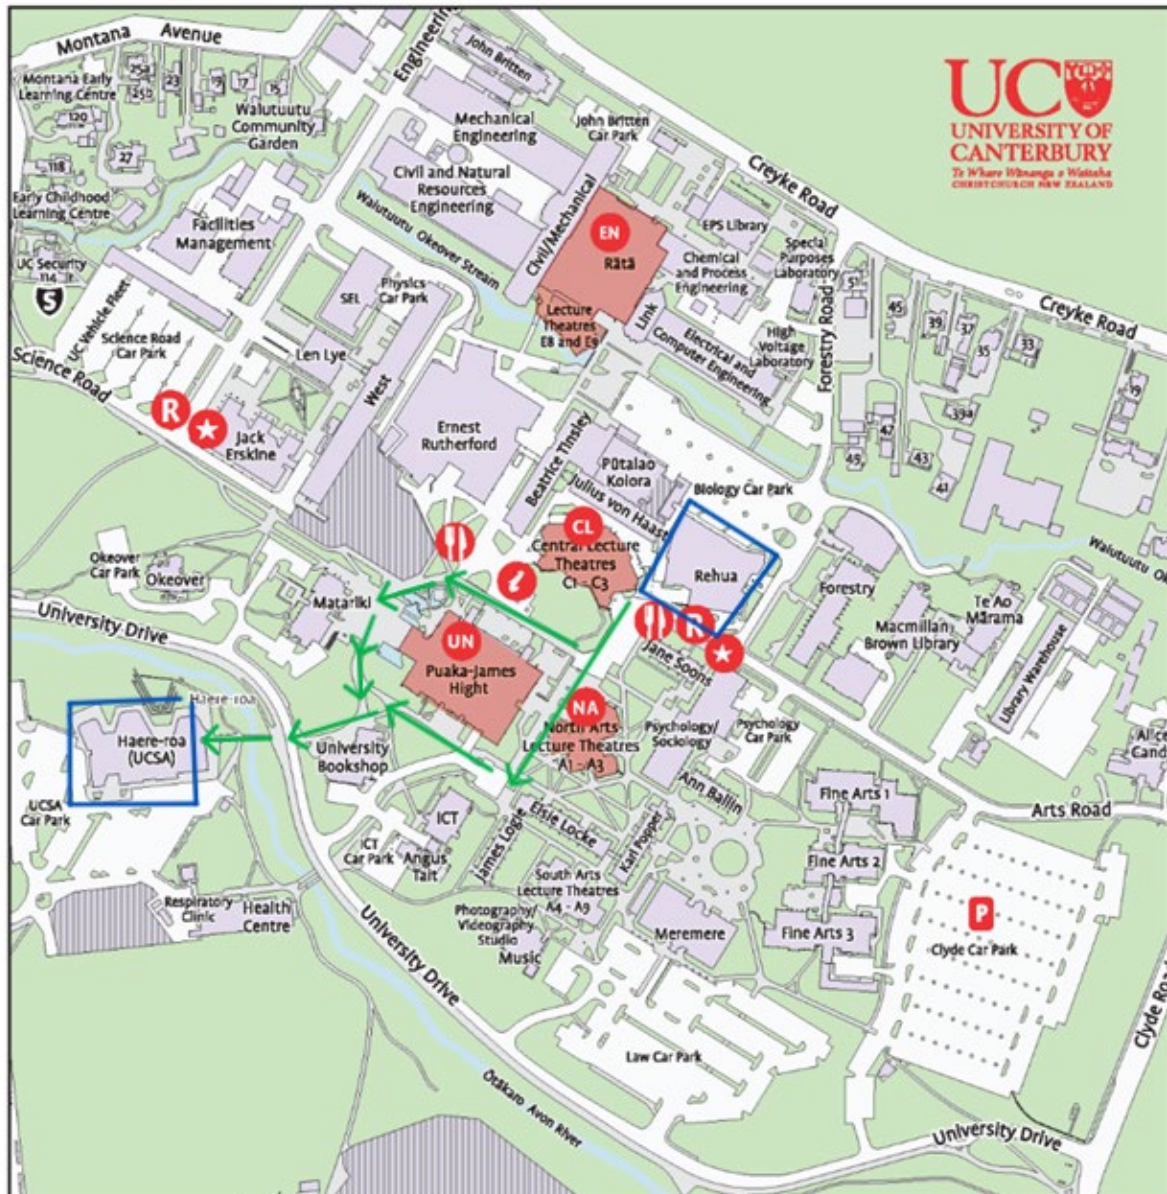 Montana Avenue
Engineering
John Britten
UC
UNIVERSITY OF
CANTERBURY
Te Whare Wānanga o Waitaha
CHRISTCHURCH NEW ZEALAND
Montana Early
Learning Centre
25a
25b
23
19
17
15
Waiutuutu
Community
Garden
120
27
118
Mechanical
Engineering
John Britten
Car Park
Creyke Road
Civil and Natural
Resources
Engineering
Early Childhood
Learning Centre
UC Security
114
5
Facilities
Management
Waiutuutu Okeover Stream
Civil/Mechanical
EN
Rātā
EPS Library
Chemical
and Process
Engineering
Special
Purposes
Laboratory
51
45
39
37
35
33
Creyke Road
UC Vehicle Fleet
Science Road
Car Park
SEL
Physics
Car Park
Lecture
Theatres
E8 and E9
Link
Electrical and
Computer Engineering
High
Voltage
Laboratory
Forestry Road
39a
19
47
49
43
41
Science Road
Len Lye
West
R
Jack
Erskine
Ernest
Rutherford
Beatrice Tinsley
Pūtaiao
Koiora
Julius von Haast
Biology Car Park
CL
Central Lecture
Theatres
C1 - C3
Rehua
i
Okeover
Car Park
Okeover
Matariki
University Drive
UN
Puaka-James
Hight
R
Jane Soons
Forestry
Macmillan
Brown Library
Te Ao
Mārama
Library Warehouse
NA
North Arts
Lecture Theatres
A1 - A3
Psychology/
Sociology
Psychology
Car Park
Haere-roa
Haere-roa
(UCSA)
University
Bookshop
UCSA
Car Park
Ann Ballin
Fine Arts 1
Arts Road
ICT
ICT
Car Park
Angus
Tait
James Logie
Elsie Locke
Karl Popper
South Arts
Lecture Theatres
A4 - A9
Fine Arts 2
Respiratory
Clinic
Health
Centre
Photography/
Videography
Studio
Music
Meremere
Fine Arts 3
P
Clyde Car Park
University Drive
Law Car Park
Ōtākaro Avon River
University Drive